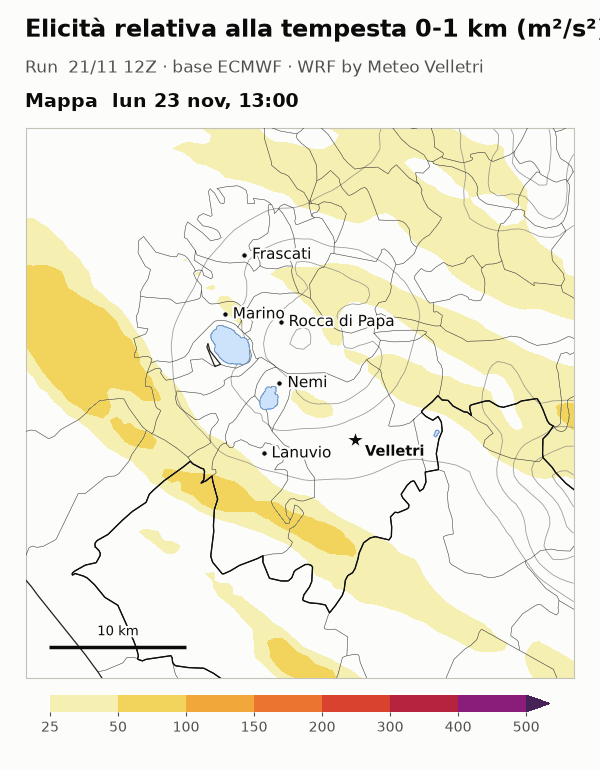 Elicità relativa alla tempesta 0-1 km (m²/s²)
Run  21/11 12Z · base ECMWF · WRF by Meteo Velletri
Mappa  lun 23 nov, 13:00
Frascati
Marino
Rocca di Papa
Nemi
Lanuvio
Velletri
10 km
25 50 100 150 200 300 400 500